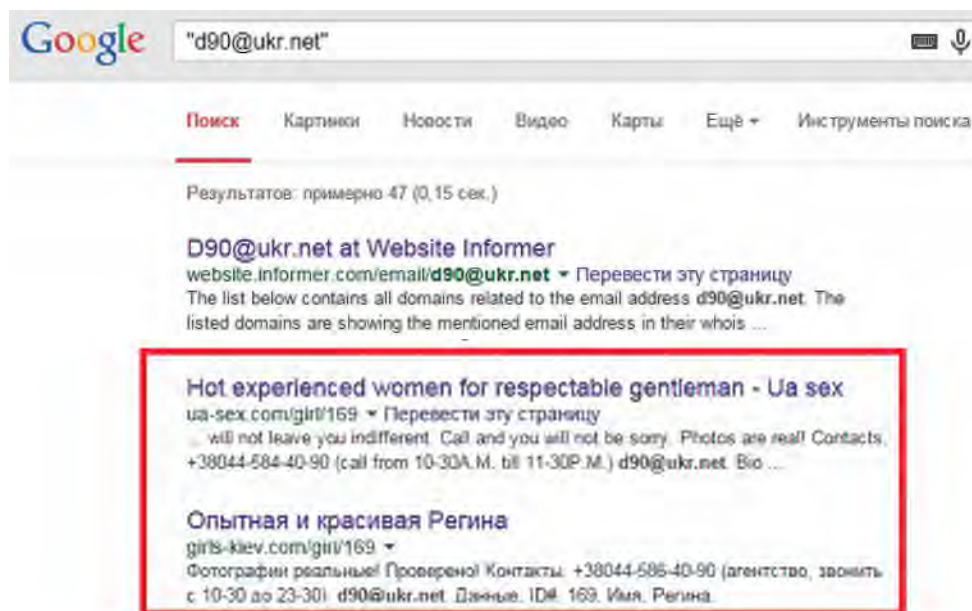 Google "d90@ukr.net"
Поиск Картинки Новости Видео Карты Ещё Инструменты поиска
Результатов: примерно 47 (0,15 сек.)
D90@ukr.net at Website Informer
website.informer.com/email/d90@ukr.net Перевести эту страницу
The list below contains all domains related to the email address d90@ukr.net. The
listed domains are showing the mentioned email address in their whois ...
Hot experienced women for respectable gentleman - Ua sex
ua-sex.com/girl/169 Перевести эту страницу
... will not leave you indifferent. Call and you will not be sorry. Photos are real! Contacts.
+38044-584-40-90 (call from 10-30A.M. till 11-30P.M.) d90@ukr.net. Bio ...
Опытная и красивая Регина
girls-kiev.com/girl/169
Фотографии реальные! Проверено! Контакты. +38044-586-40-90 (агентство, звонить
с 10-30 до 23-30). d90@ukr.net. Данные. ID#. 169. Имя, Регина.